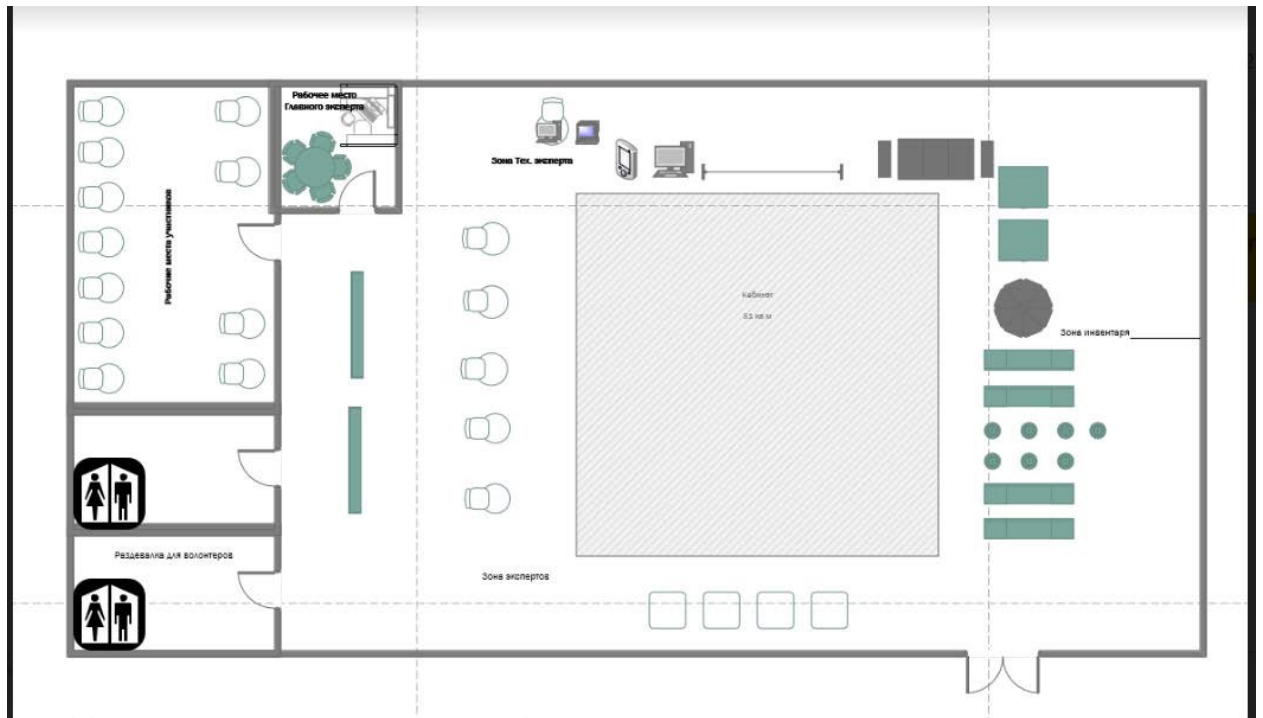 Рабочее место
Главного эксперта
Зона Тех. эксперта
Рабочие места участников
Кабинет
Зона инвентаря
Раздевалка для волонтеров
Зона экспертов